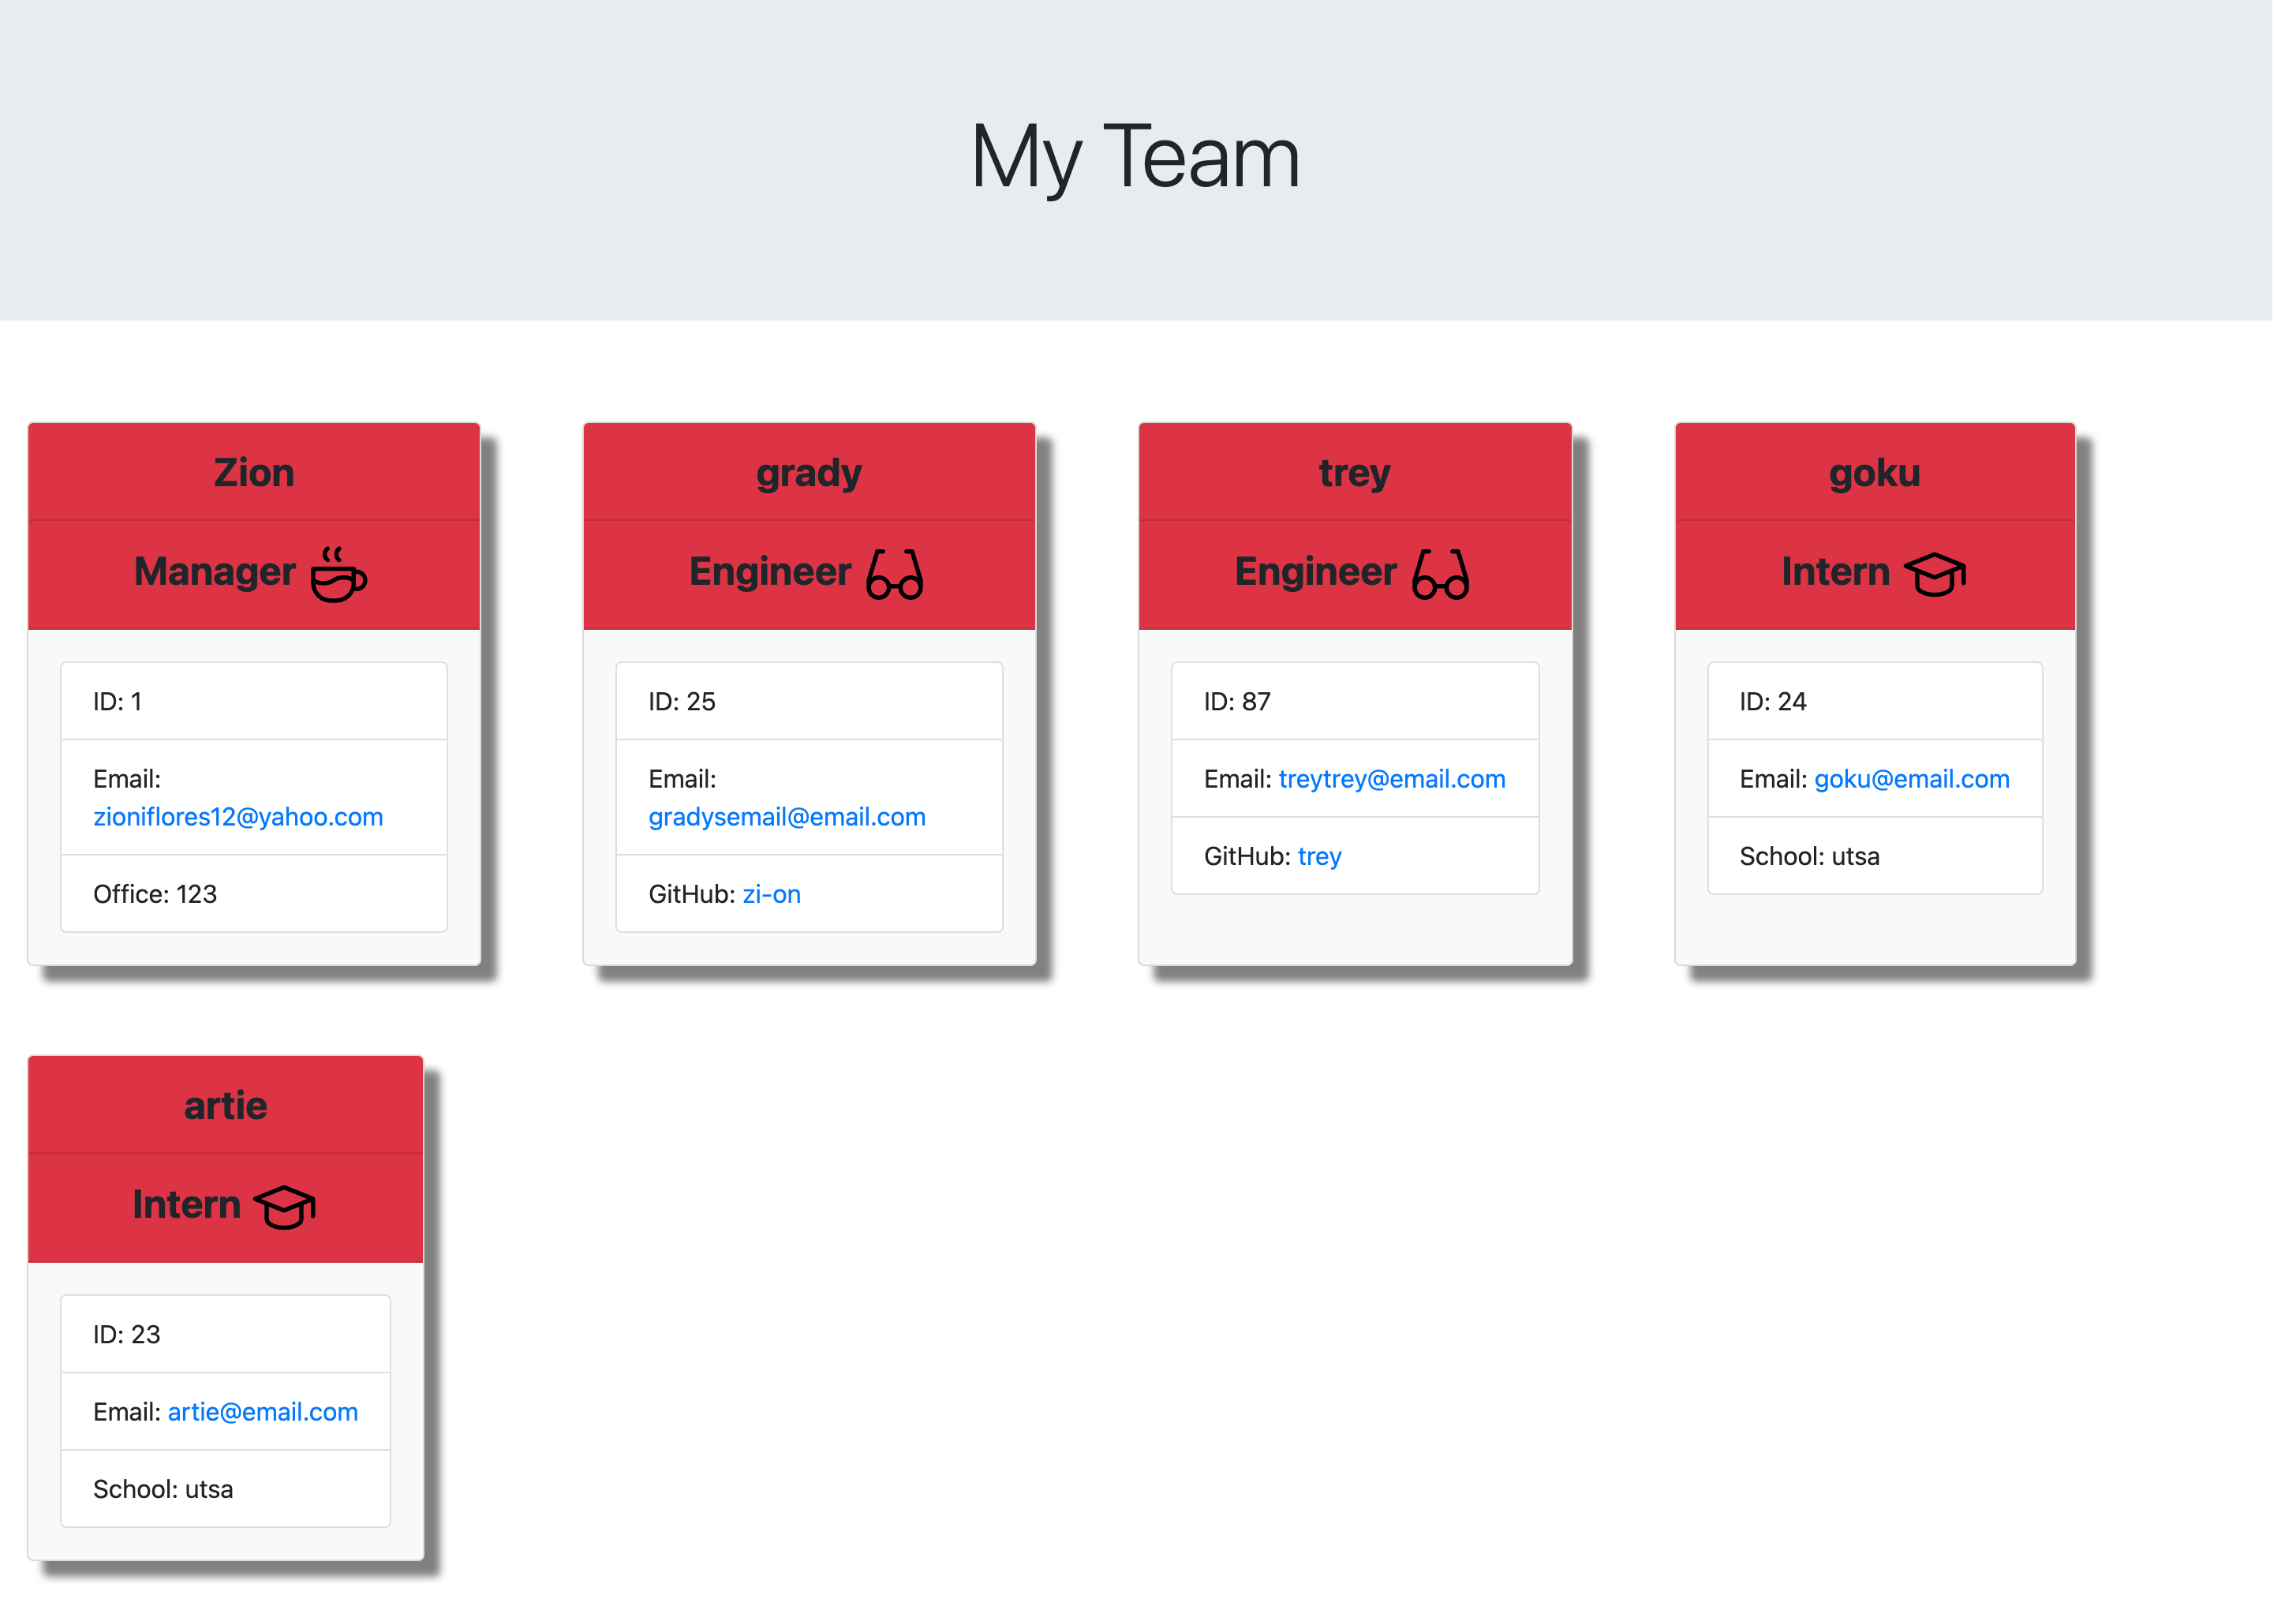 My Team
Zion
Manager
ID: 1
Email:
zioniflores12@yahoo.com
Office: 123
grady
Engineer
ID: 25
Email:
gradysemail@email.com
GitHub: zi-on
trey
Engineer
ID: 87
Email: treytrey@email.com
GitHub: trey
goku
Intern
ID: 24
Email: goku@email.com
School: utsa
artie
Intern
ID: 23
Email: artie@email.com
School: utsa